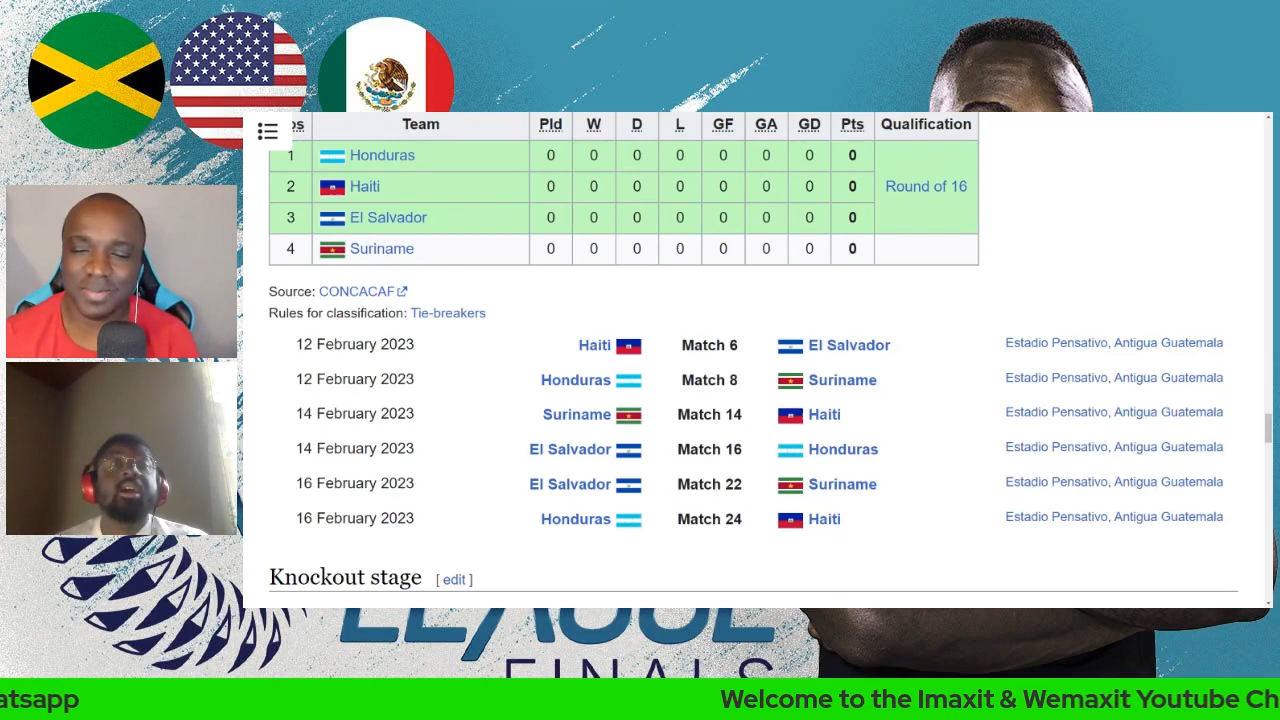 os Team Pld W D L GF GA GD Pts Qualification
1 Honduras 0 0 0 0 0 0 0 0
2 Haiti 0 0 0 0 0 0 0 0 Round of 16
3 El Salvador 0 0 0 0 0 0 0 0
4 Suriname 0 0 0 0 0 0 0 0
Source: CONCACAF
Rules for classification: Tie-breakers
12 February 2023 Haiti Match 6 El Salvador Estadio Pensativo, Antigua Guatemala
12 February 2023 Honduras Match 8 Suriname Estadio Pensativo, Antigua Guatemala
14 February 2023 Suriname Match 14 Haiti Estadio Pensativo, Antigua Guatemala
14 February 2023 El Salvador Match 16 Honduras Estadio Pensativo, Antigua Guatemala
16 February 2023 El Salvador Match 22 Suriname Estadio Pensativo, Antigua Guatemala
16 February 2023 Honduras Match 24 Haiti Estadio Pensativo, Antigua Guatemala
Knockout stage [ edit ]
LEAGUE
FINALS
atsapp Welcome to the Imaxit & Wemaxit Youtube Ch